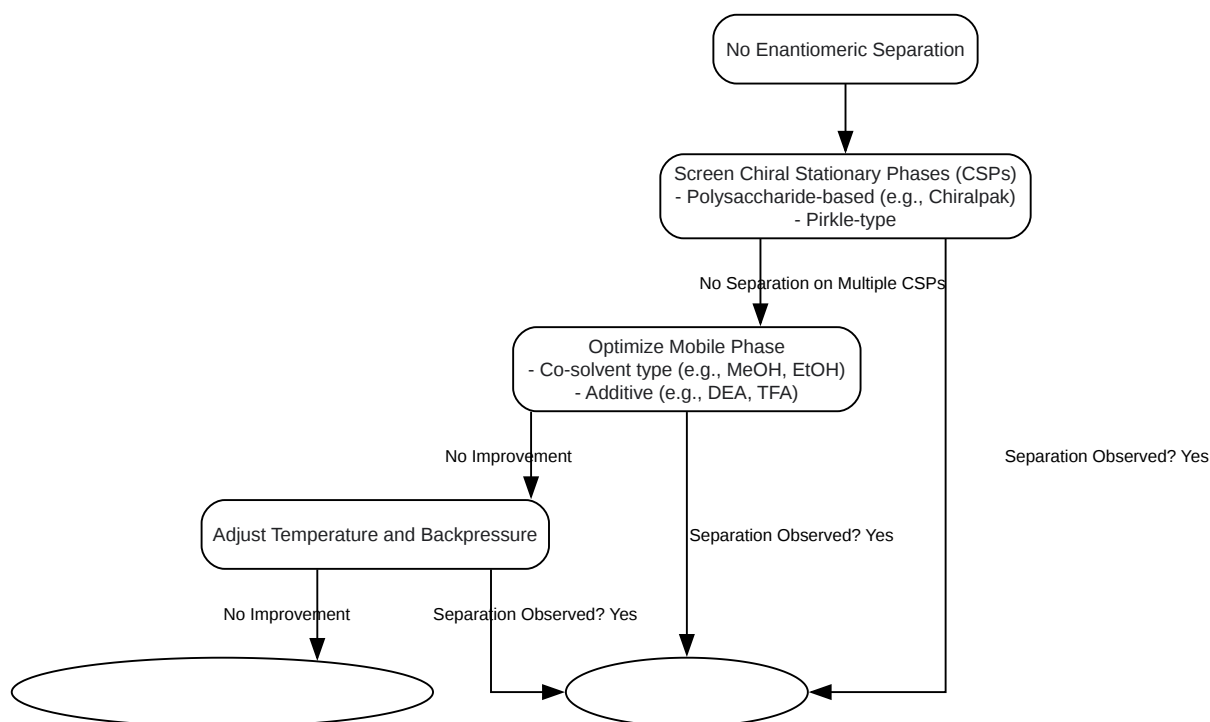 No Enantiomeric Separation
Screen Chiral Stationary Phases (CSPs)
- Polysaccharide-based (e.g., Chiralpak)
- Pirkle-type
No Separation on Multiple CSPs
Optimize Mobile Phase
- Co-solvent type (e.g., MeOH, EtOH)
- Additive (e.g., DEA, TFA)
No Improvement
Separation Observed? Yes
Adjust Temperature and Backpressure
Separation Observed? Yes
No Improvement
Separation Observed? Yes